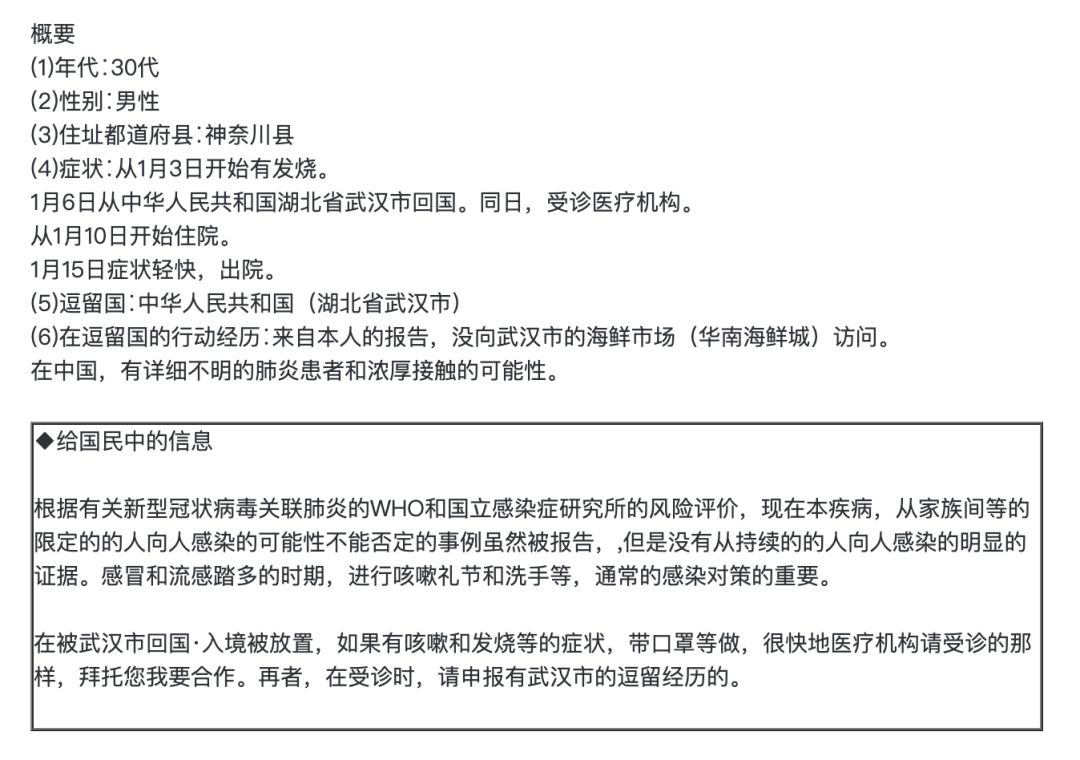 概要
(1)年代:30代
(2)性别:男性
(3)住址都道府县:神奈川县
(4)症状:从1月3日开始有发烧。
1月6日从中华人民共和国湖北省武汉市回国。同日，受诊医疗机构。
从1月10日开始住院。
1月15日症状轻快，出院。
(5)逗留国:中华人民共和国（湖北省武汉市）
(6)在逗留国的行动经历:来自本人的报告，没向武汉市的海鲜市场（华南海鲜城）访问。
在中国，有详细不明的肺炎患者和浓厚接触的可能性。
◆给国民中的信息
根据有关新型冠状病毒关联肺炎的WHO和国立感染症研究所的风险评价，现在本疾病，从家族间等的
限定的的人向人感染的可能性不能否定的事例虽然被报告，,但是没有从持续的的人向人感染的明显的
证据。感冒和流感踏多的时期，进行咳嗽礼节和洗手等，通常的感染对策的重要。
在被武汉市回国·入境被放置，如果有咳嗽和发烧等的症状，带口罩等做，很快地医疗机构请受诊的那
样，拜托您我要合作。再者，在受诊时，请申报有武汉市的逗留经历的。